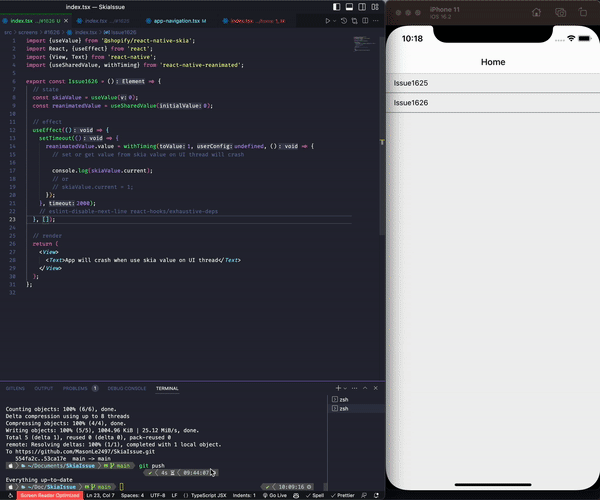 index.tsx — SkiaIssue
index.tsx .../#1626 U
index.tsx
app-navigation.tsx M
index.tsx .../home 1, M
src > screens > #1626 > index.tsx > Issue1626
1 import {useValue} from '@shopify/react-native-skia';
2 import React, {useEffect} from 'react';
3 import {View, Text} from 'react-native';
4 import {useSharedValue, withTiming} from 'react-native-reanimated';
5
6 export const Issue1626 = ():Element => {
7 // state
8 const skiaValue = useValue(v:0);
9 const reanimatedValue = useSharedValue(initialValue:0);
10
11 // effect
12 useEffect(():void => {
13 setTimeout(():void => {
14 reanimatedValue.value = withTiming(toValue:1, userConfig:undefined, ():void => {
15 // set or get value from skia value on UI thread will crash
16
17 console.log(skiaValue.current);
18 // or
19 // skiaValue.current = 1;
20 });
21 }, timeout:2000);
22 // eslint-disable-next-line react-hooks/exhaustive-deps
23 }, []);
24
25 // render
26 return (
27 <View>
28 <Text>App will crash when use skia value on UI thread</Text>
29 </View>
30 );
31 };
32
GITLENS OUTPUT PROBLEMS 1 DEBUG CONSOLE TERMINAL
Counting objects: 100% (6/6), done.
Delta compression using up to 8 threads
Compressing objects: 100% (4/4), done.
Writing objects: 100% (5/5), 1004.96 KiB | 25.12 MiB/s, done.
Total 5 (delta 1), reused 0 (delta 0), pack-reused 0
remote: Resolving deltas: 100% (1/1), completed with 1 local object.
To https://github.com/MasonLe2497/SkiaIssue.git
554fa2c..53ca17e main -> main
~/Documents/SkiaIssue main git push
4s 09:44:07
Everything up-to-date
~/Doc/SkiaIssue main
10:09:16
zsh
zsh
Screen Reader Optimized Ln 23, Col 7 Spaces: 4 UTF-8 LF {} TypeScript JSX Indents: 1 Go Live Spell Prettier
iPhone 11
iOS 16.2
10:18
Home
Issue1625
Issue1626